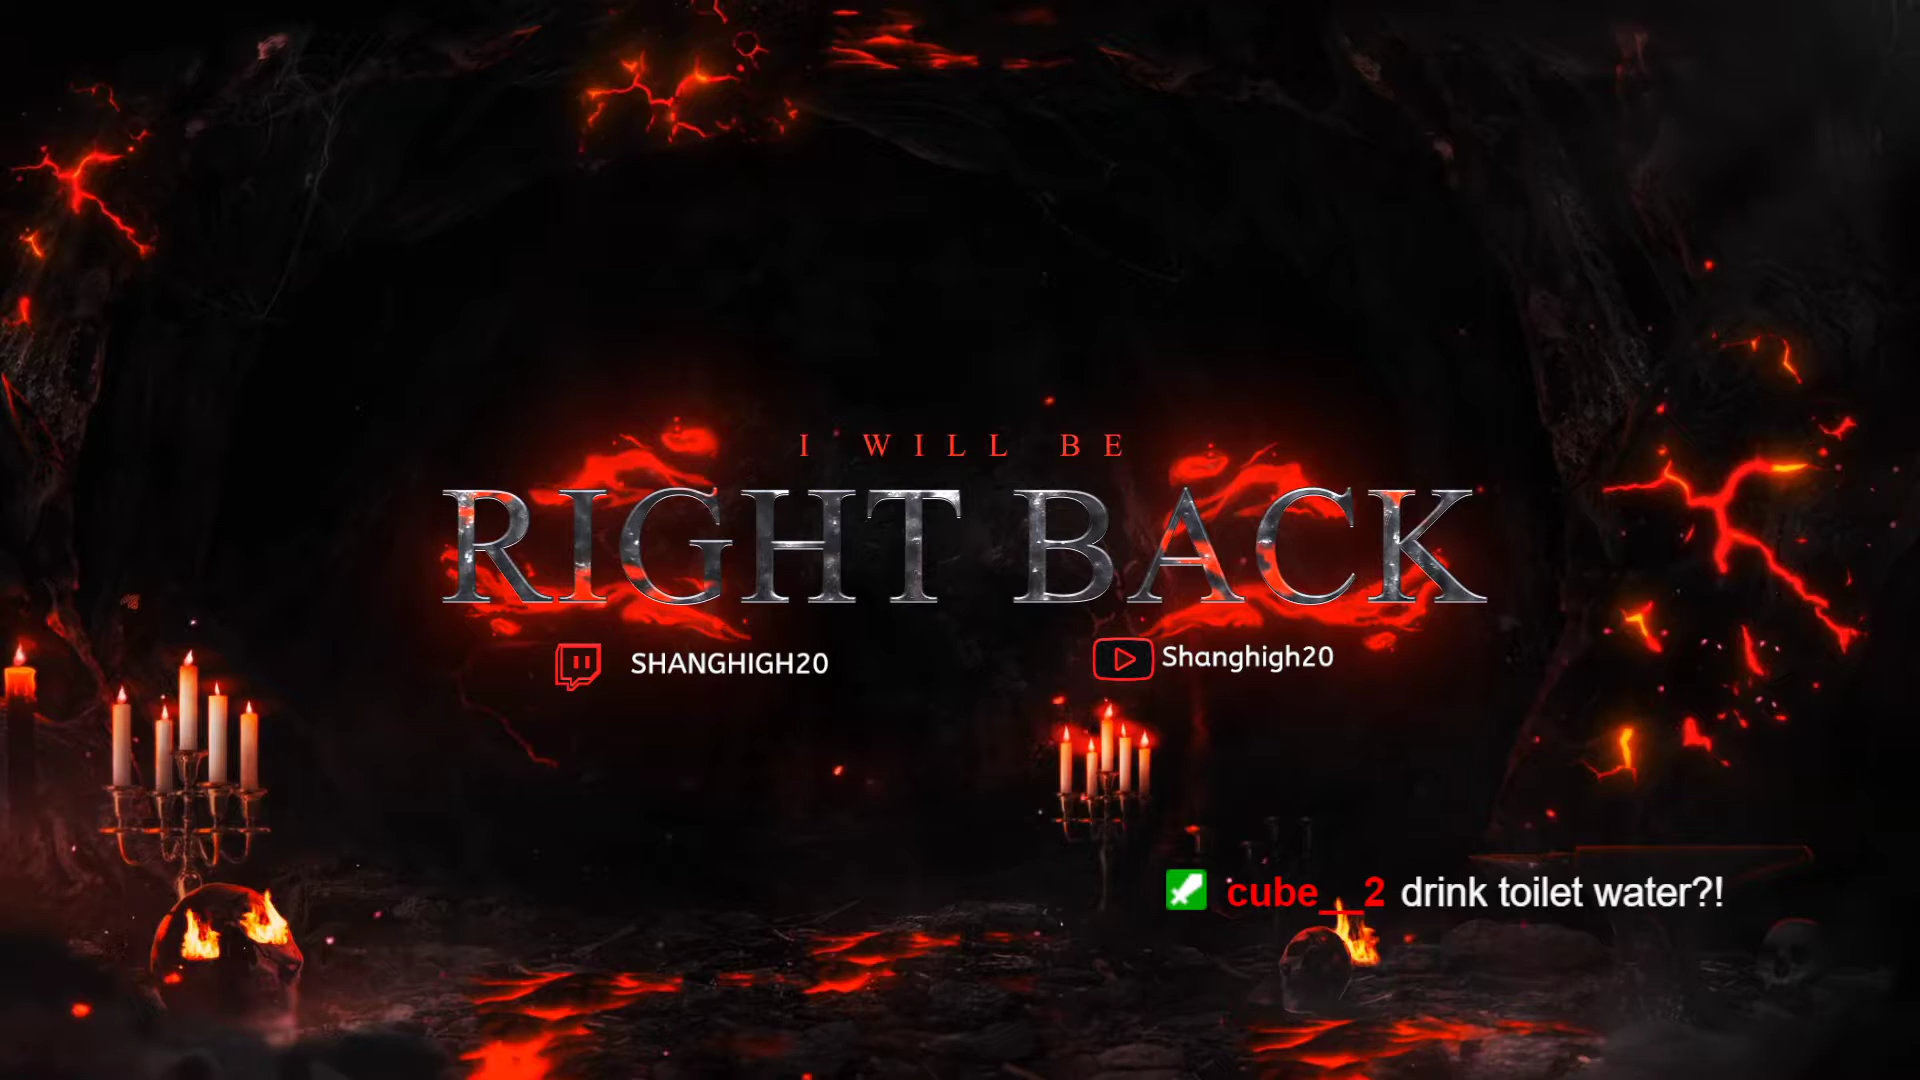 I WILL BE
RIGHT BACK
SHANGHIGH20
Shanghigh20
cube__2 drink toilet water?!